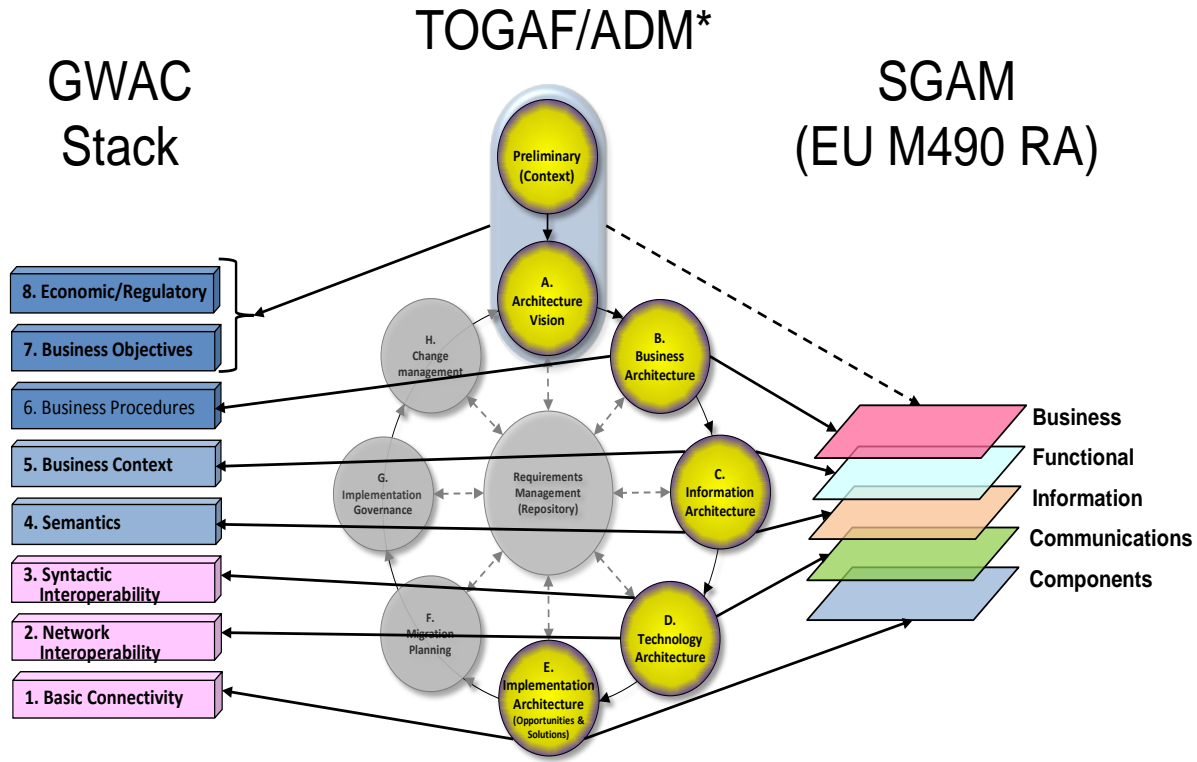 TOGAF/ADM*
GWAC
Stack
SGAM
(EU M490 RA)
Preliminary
(Context)
A.
Architecture
Vision
B.
Business
Architecture
C.
Information
Architecture
D.
Technology
Architecture
E.
Implementation
Architecture
(Opportunities &
Solutions)
F.
Migration
Planning
G.
Implementation
Governance
H.
Change
management
Requirements
Management
(Repository)
8. Economic/Regulatory
7. Business Objectives
6. Business Procedures
5. Business Context
4. Semantics
3. Syntactic
Interoperability
2. Network
Interoperability
1. Basic Connectivity
Business
Functional
Information
Communications
Components